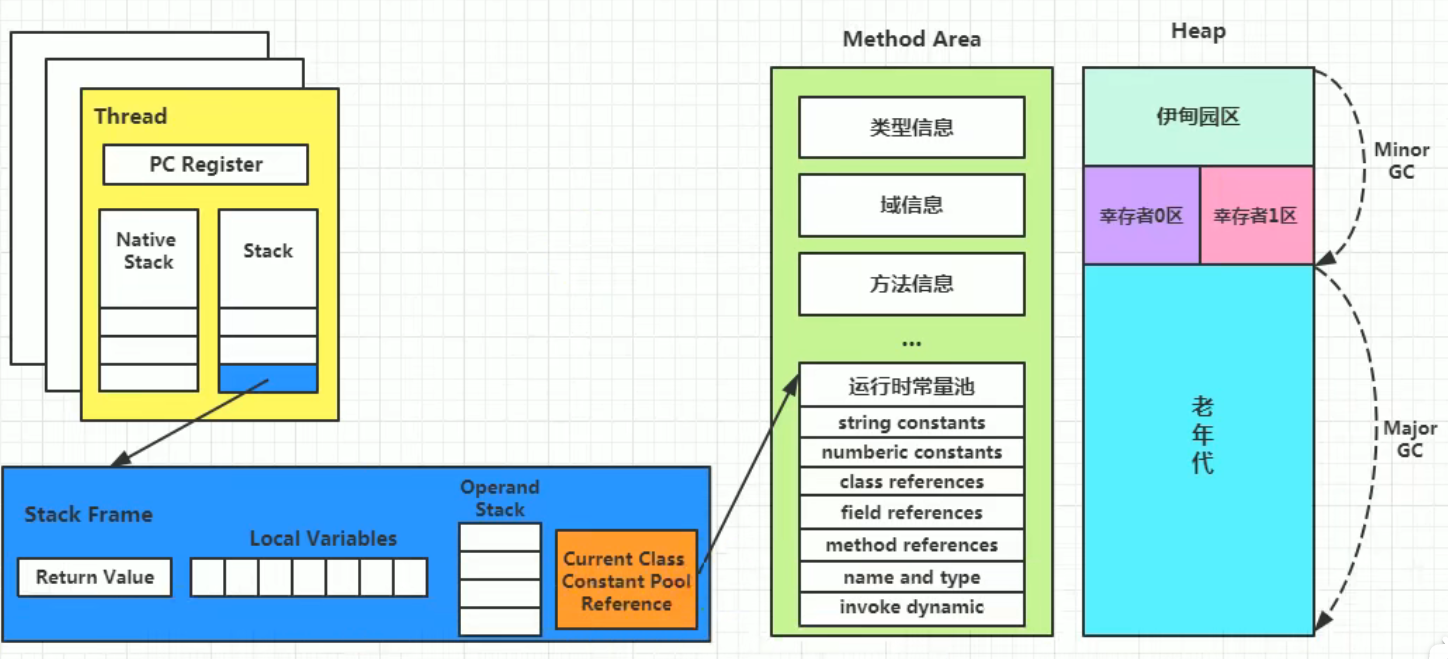 Thread
PC Register
Native
Stack
Stack
Stack Frame
Return Value
Local Variables
Operand
Stack
Current Class
Constant Pool
Reference
Method Area
类型信息
域信息
方法信息
...
运行时常量池
string constants
numberic constants
class references
field references
method references
name and type
invoke dynamic
Heap
伊甸园区
幸存者0区
幸存者1区
老
年
代
Minor
GC
Major
GC